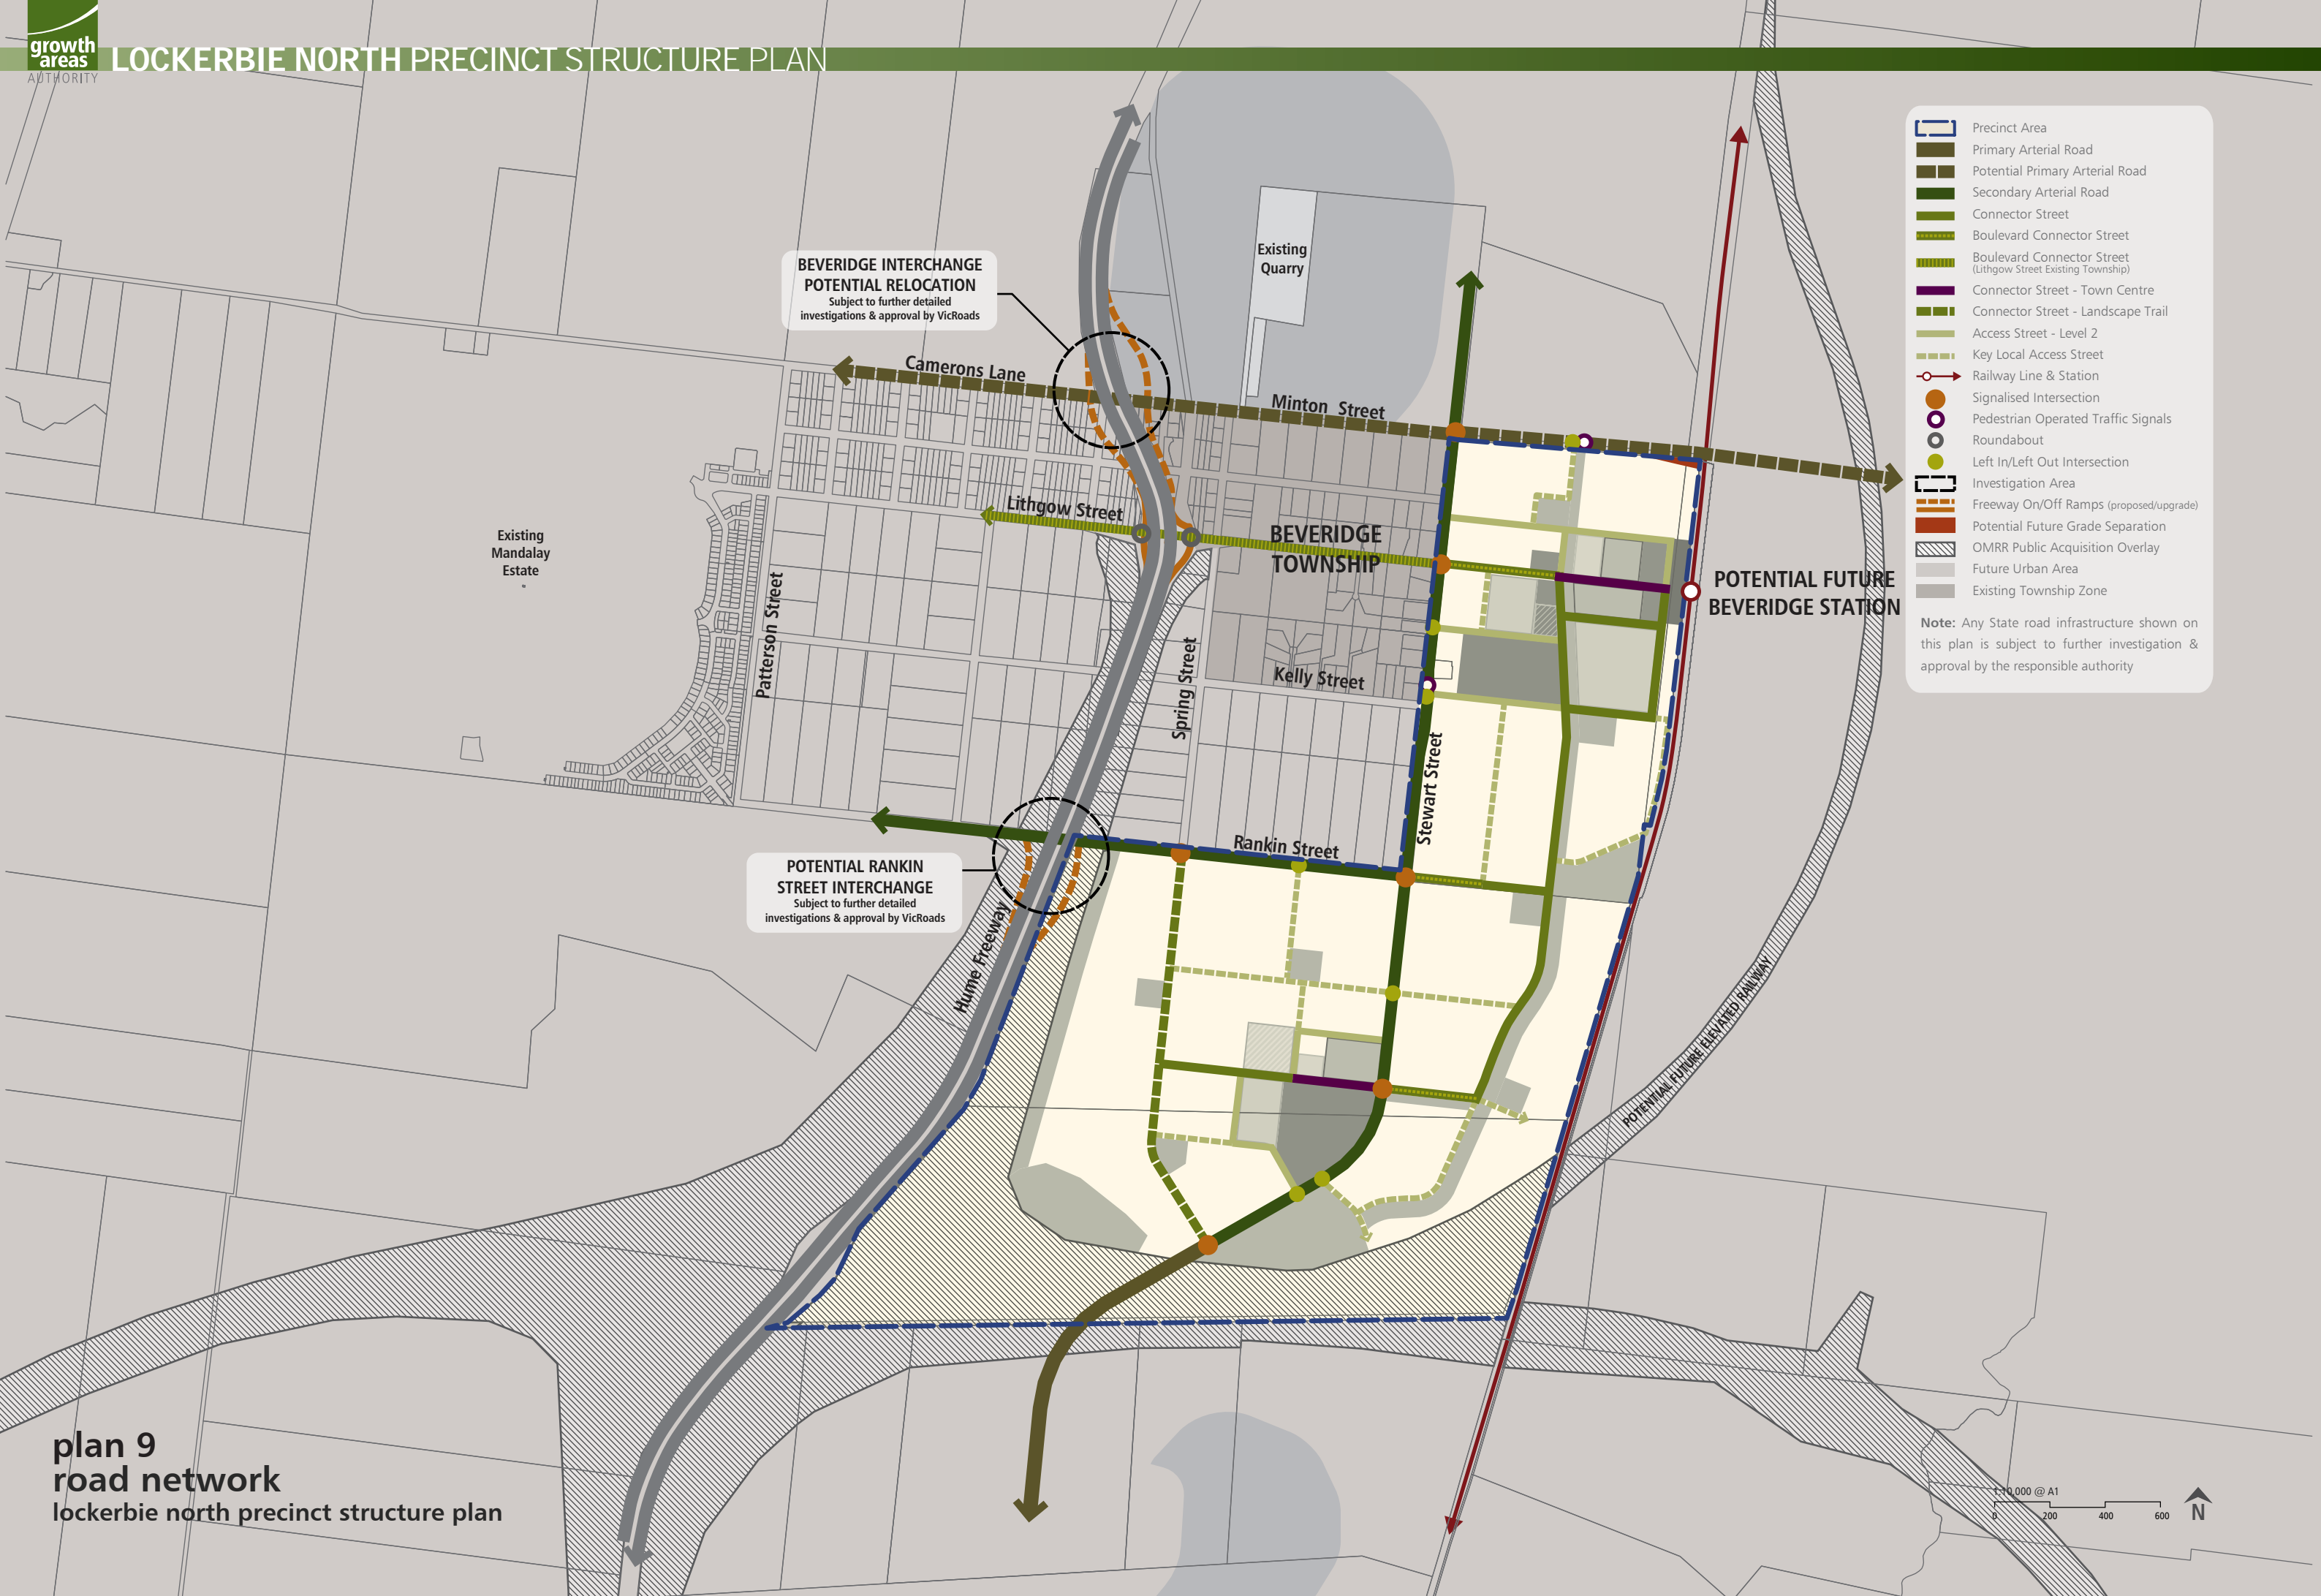 growth
areas
AUTHORITY
LOCKERBIE NORTH PRECINCT STRUCTURE PLAN
Existing
Quarry
BEVERIDGE INTERCHANGE
POTENTIAL RELOCATION
Subject to further detailed
investigations & approval by VicRoads
Camerons Lane
Minton Street
Lithgow Street
BEVERIDGE
TOWNSHIP
Existing
Mandalay
Estate
Patterson Street
Spring Street
Kelly Street
POTENTIAL FUTURE
BEVERIDGE STATION
Stewart Street
Rankin Street
POTENTIAL RANKIN
STREET INTERCHANGE
Subject to further detailed
investigations & approval by VicRoads
Hume Freeway
POTENTIAL FUTURE ELEVATED RAILWAY
Precinct Area
Primary Arterial Road
Potential Primary Arterial Road
Secondary Arterial Road
Connector Street
Boulevard Connector Street
Boulevard Connector Street
(Lithgow Street Existing Township)
Connector Street - Town Centre
Connector Street - Landscape Trail
Access Street - Level 2
Key Local Access Street
Railway Line & Station
Signalised Intersection
Pedestrian Operated Traffic Signals
Roundabout
Left In/Left Out Intersection
Investigation Area
Freeway On/Off Ramps (proposed/upgrade)
Potential Future Grade Separation
OMRR Public Acquisition Overlay
Future Urban Area
Existing Township Zone
Note: Any State road infrastructure shown on
this plan is subject to further investigation &
approval by the responsible authority
plan 9
road network
lockerbie north precinct structure plan
1:10,000 @ A1
0 200 400 600
N